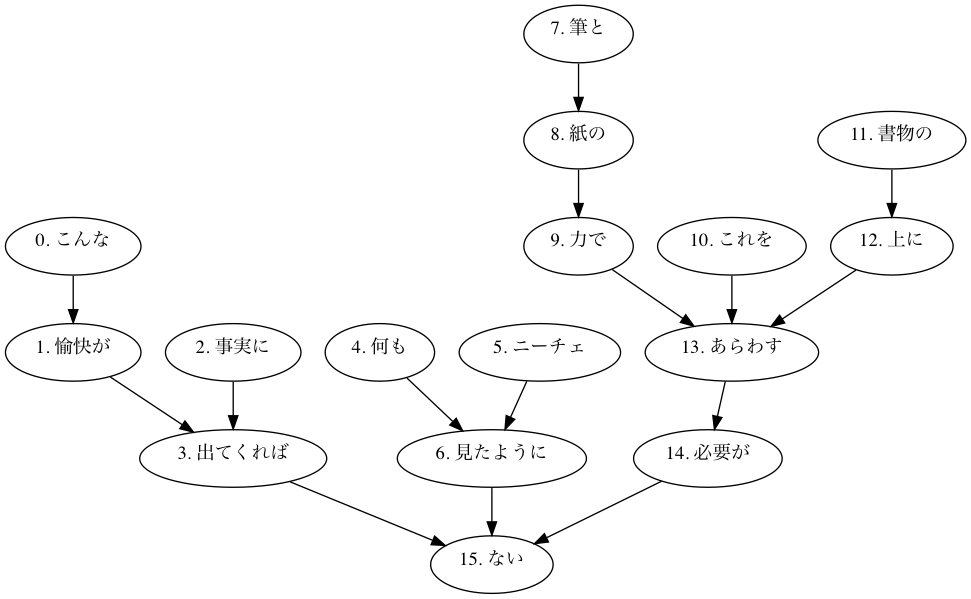 7. 筆と
8. 紙の
11. 書物の
0. こんな
9. 力で
10. これを
12. 上に
1. 愉快が
2. 事実に
4. 何も
5. ニーチェ
13. あらわす
3. 出てくれば
6. 見たように
14. 必要が
15. ない